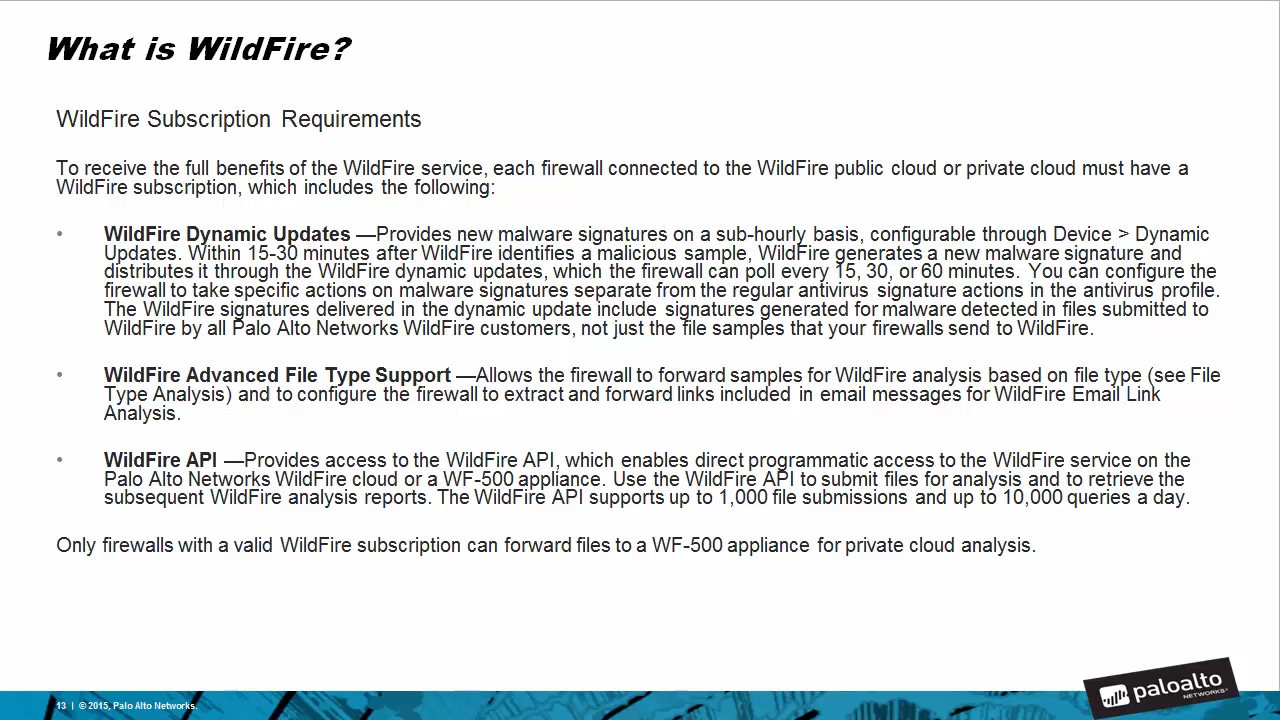 What is WildFire?
WildFire Subscription Requirements
To receive the full benefits of the WildFire service, each firewall connected to the WildFire public cloud or private cloud must have a
WildFire subscription, which includes the following:
• WildFire Dynamic Updates —Provides new malware signatures on a sub-hourly basis, configurable through Device > Dynamic
Updates. Within 15-30 minutes after WildFire identifies a malicious sample, WildFire generates a new malware signature and
distributes it through the WildFire dynamic updates, which the firewall can poll every 15, 30, or 60 minutes. You can configure the
firewall to take specific actions on malware signatures separate from the regular antivirus signature actions in the antivirus profile.
The WildFire signatures delivered in the dynamic update include signatures generated for malware detected in files submitted to
WildFire by all Palo Alto Networks WildFire customers, not just the file samples that your firewalls send to WildFire.
• WildFire Advanced File Type Support —Allows the firewall to forward samples for WildFire analysis based on file type (see File
Type Analysis) and to configure the firewall to extract and forward links included in email messages for WildFire Email Link
Analysis.
• WildFire API —Provides access to the WildFire API, which enables direct programmatic access to the WildFire service on the
Palo Alto Networks WildFire cloud or a WF-500 appliance. Use the WildFire API to submit files for analysis and to retrieve the
subsequent WildFire analysis reports. The WildFire API supports up to 1,000 file submissions and up to 10,000 queries a day.
Only firewalls with a valid WildFire subscription can forward files to a WF-500 appliance for private cloud analysis.
13 | © 2015, Palo Alto Networks.
paloalto
NETWORKS®